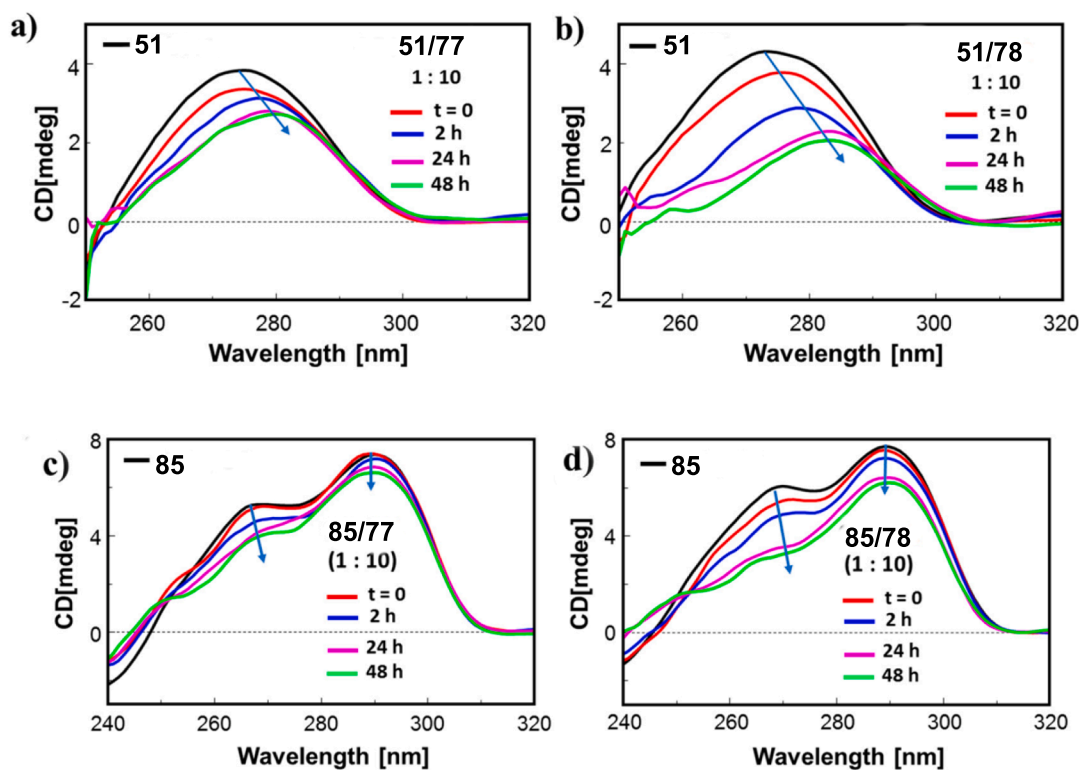 a)
51
51/77
1 : 10
t = 0
2 h
24 h
48 h
4
2
0
-2
CD[mdeg]
260
280
300
320
Wavelength [nm]
b)
51
51/78
1 : 10
t = 0
2 h
24 h
48 h
4
2
0
-2
CD[mdeg]
260
280
300
320
Wavelength [nm]
c)
85
85/77
(1 : 10)
t = 0
2 h
24 h
48 h
8
4
0
CD[mdeg]
240
260
280
300
320
Wavelength [nm]
d)
85
85/78
(1 : 10)
t = 0
2 h
24 h
48 h
8
4
0
CD[mdeg]
240
260
280
300
320
Wavelength [nm]